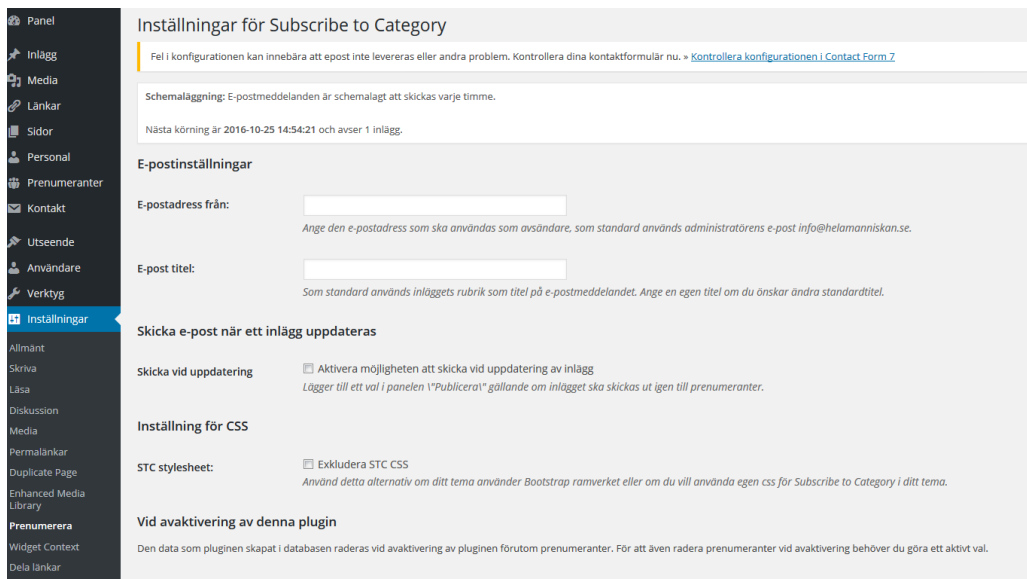 Panel
Inlägg
Media
Länkar
Sidor
Personal
Prenumeranter
Kontakt
Utseende
Användare
Verktyg
Inställningar
Allmänt
Skriva
Läsa
Diskussion
Media
Permalänkar
Duplicate Page
Enhanced Media
Library
Prenumerera
Widget Context
Dela länkar
Inställningar för Subscribe to Category
Fel i konfigurationen kan innebära att epost inte levereras eller andra problem. Kontrollera dina kontaktformulär nu. » Kontrollera konfigurationen i Contact Form 7
Schemaläggning: E-postmeddelanden är schemalagt att skickas varje timme.
Nästa körning är 2016-10-25 14:54:21 och avser 1 inlägg.
E-postinställningar
E-postadress från:
Ange den e-postadress som ska användas som avsändare, som standard används administratörens e-post info@helamanniskan.se.
E-post titel:
Som standard används inläggets rubrik som titel på e-postmeddelandet. Ange en egen titel om du önskar ändra standardtitel.
Skicka e-post när ett inlägg uppdateras
Skicka vid uppdatering
Aktivera möjligheten att skicka vid uppdatering av inlägg
Lägger till ett val i panelen \"Publicera\" gällande om inlägget ska skickas ut igen till prenumeranter.
Inställning för CSS
STC stylesheet:
Exkludera STC CSS
Använd detta alternativ om ditt tema använder Bootstrap ramverket eller om du vill använda egen css för Subscribe to Category i ditt tema.
Vid avaktivering av denna plugin
Den data som pluginen skapat i databasen raderas vid avaktivering av pluginen förutom prenumeranter. För att även radera prenumeranter vid avaktivering behöver du göra ett aktivt val.